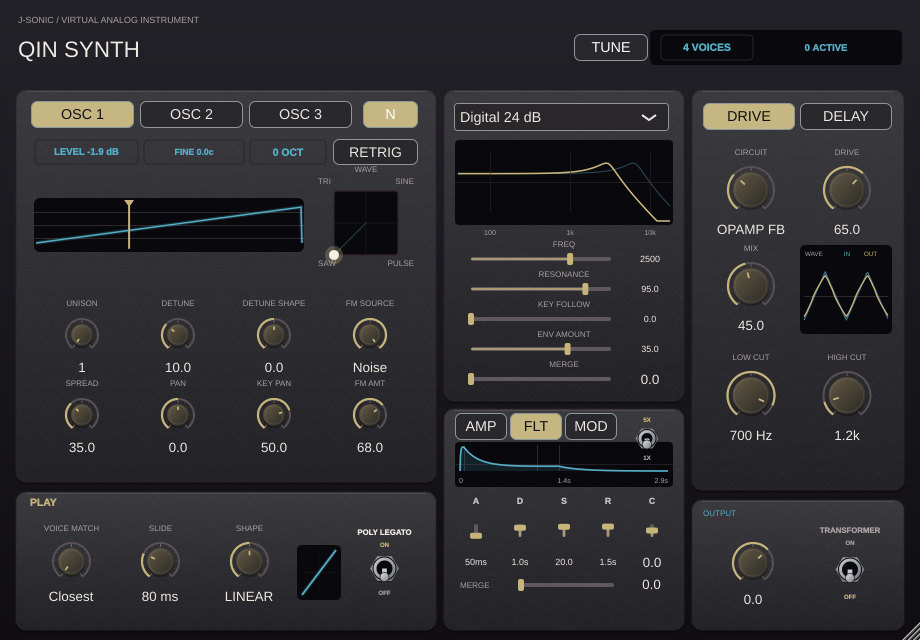 J-SONIC / VIRTUAL ANALOG INSTRUMENT
QIN SYNTH
TUNE
4 VOICES
0 ACTIVE
OSC 1
OSC 2
OSC 3
N
LEVEL -1.9 dB
FINE 0.0c
0 OCT
RETRIG
WAVE
TRI
SINE
SAW
PULSE
UNISON
DETUNE
DETUNE SHAPE
FM SOURCE
1
10.0
0.0
Noise
SPREAD
PAN
KEY PAN
FM AMT
35.0
0.0
50.0
68.0
PLAY
VOICE MATCH
SLIDE
SHAPE
POLY LEGATO
ON
OFF
Closest
80 ms
LINEAR
Digital 24 dB
100
1k
10k
FREQ
2500
RESONANCE
95.0
KEY FOLLOW
0.0
ENV AMOUNT
35.0
MERGE
0.0
AMP
FLT
MOD
5X
1X
0
1.4s
2.9s
A
D
S
R
C
50ms
1.0s
20.0
1.5s
0.0
MERGE
0.0
DRIVE
DELAY
CIRCUIT
DRIVE
OPAMP FB
65.0
MIX
45.0
WAVE
IN
OUT
LOW CUT
HIGH CUT
700 Hz
1.2k
OUTPUT
TRANSFORMER
ON
OFF
0.0